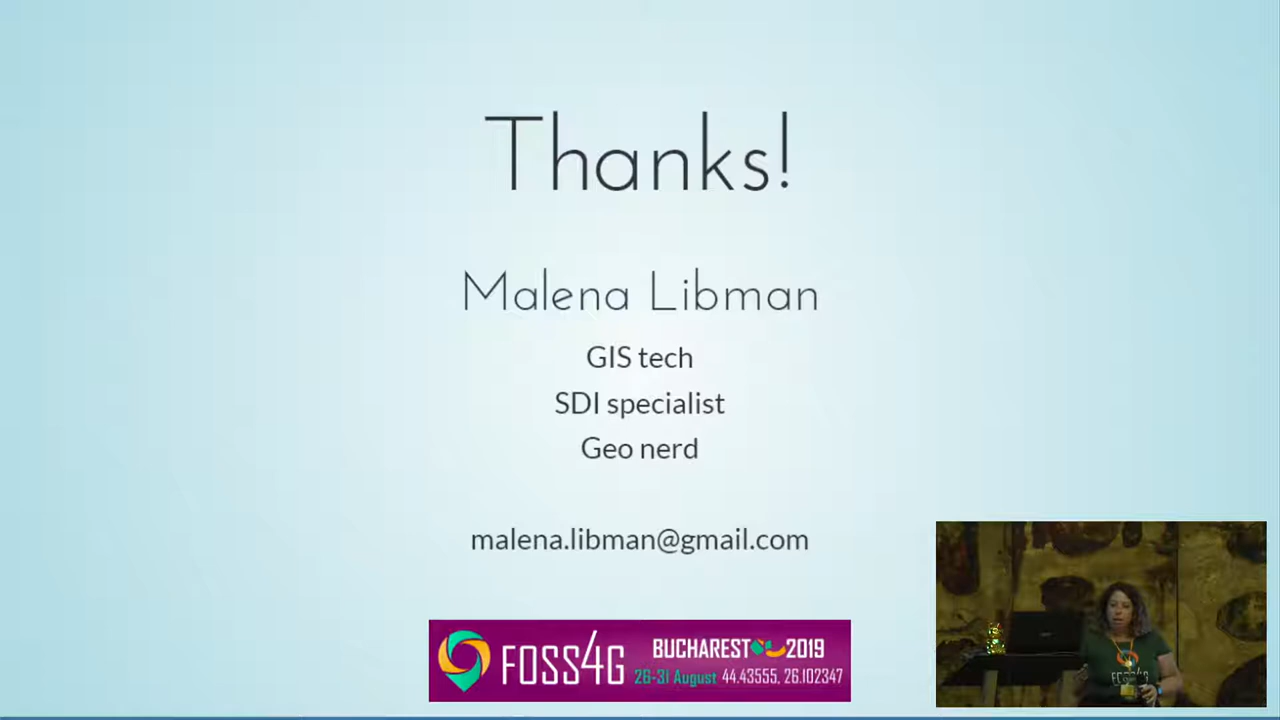 Thanks!
Malena Libman
GIS tech
SDI specialist
Geo nerd
malena.libman@gmail.com
FOSS4G
BUCHAREST 2019
26-31 August 44.43555, 26.102347
FOSS4G